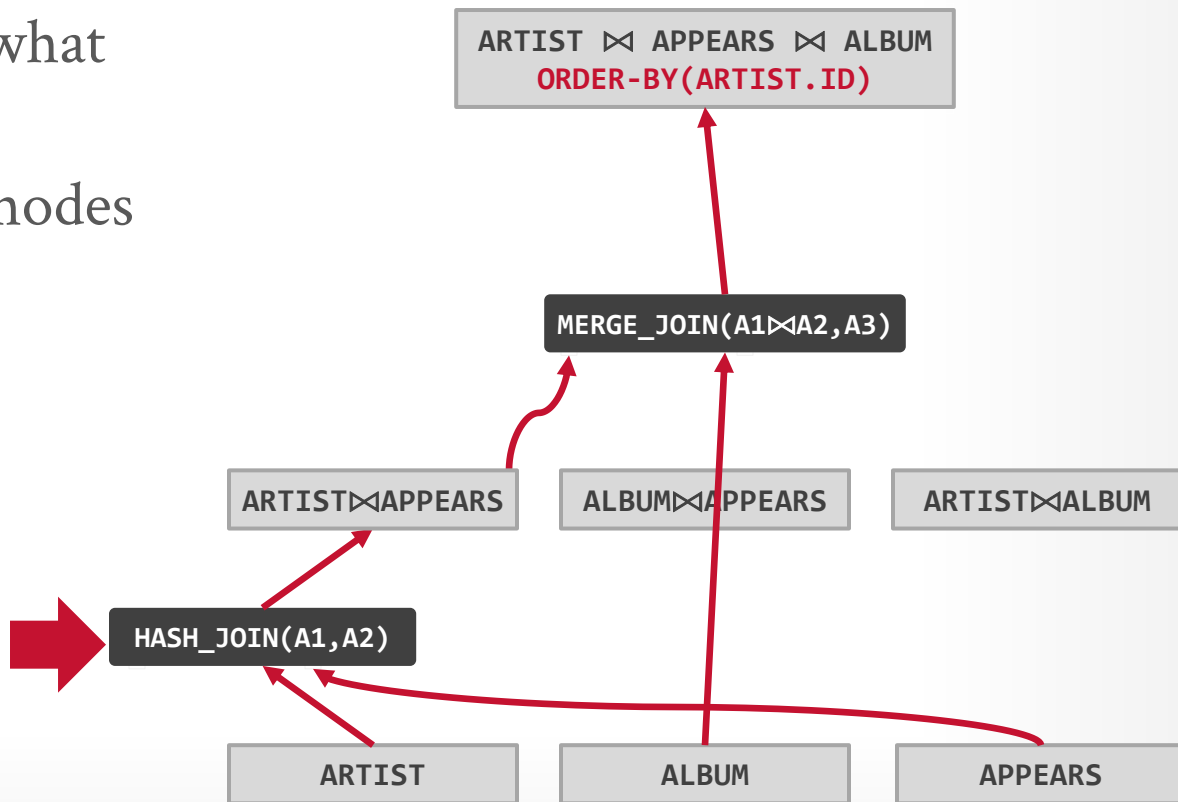 what
nodes
ARTIST ⋈ APPEARS ⋈ ALBUM
ORDER-BY(ARTIST.ID)
MERGE_JOIN(A1⋈A2,A3)
ARTIST⋈APPEARS
ALBUM⋈APPEARS
ARTIST⋈ALBUM
HASH_JOIN(A1,A2)
ARTIST
ALBUM
APPEARS